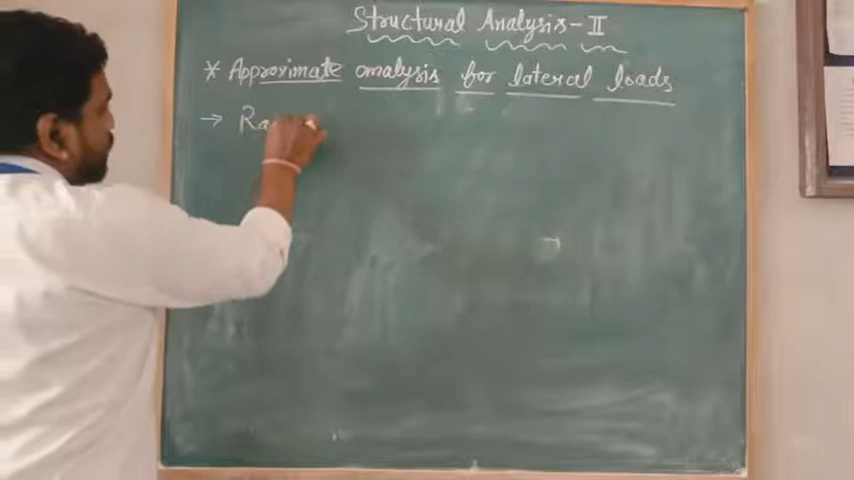 Structural Analysis-II
* Approximate analysis for lateral loads
→ Ra